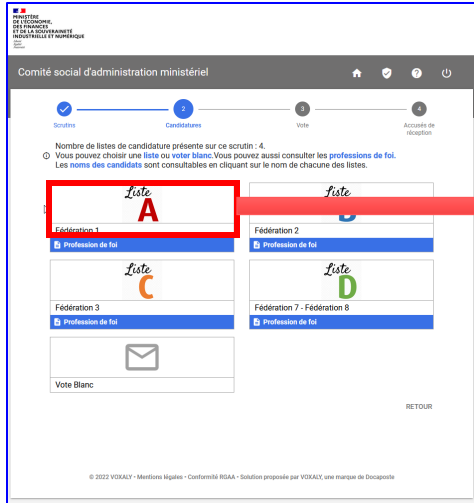 MINISTÈRE
DE L'ÉCONOMIE,
DES FINANCES
ET DE LA SOUVERAINETÉ
INDUSTRIELLE ET NUMÉRIQUE
Comité social d'administration ministériel
2
3
4
Scrutins
Candidatures
Vote
Accusés de
réception
Nombre de listes de candidature présente sur ce scrutin : 4.
Vous pouvez choisir une liste ou voter blanc.Vous pouvez aussi consulter les professions de foi.
Les noms des candidats sont consultables en cliquant sur le nom de chacune des listes.
Liste
A
Fédération 1
Profession de foi
Liste
Fédération 2
Profession de foi
Liste
C
Fédération 3
Profession de foi
Liste
D
Fédération 7 - Fédération 8
Profession de foi
Vote Blanc
RETOUR
© 2022 VOXALY • Mentions légales • Conformité RGAA • Solution proposée par VOXALY, une marque de Docaposte